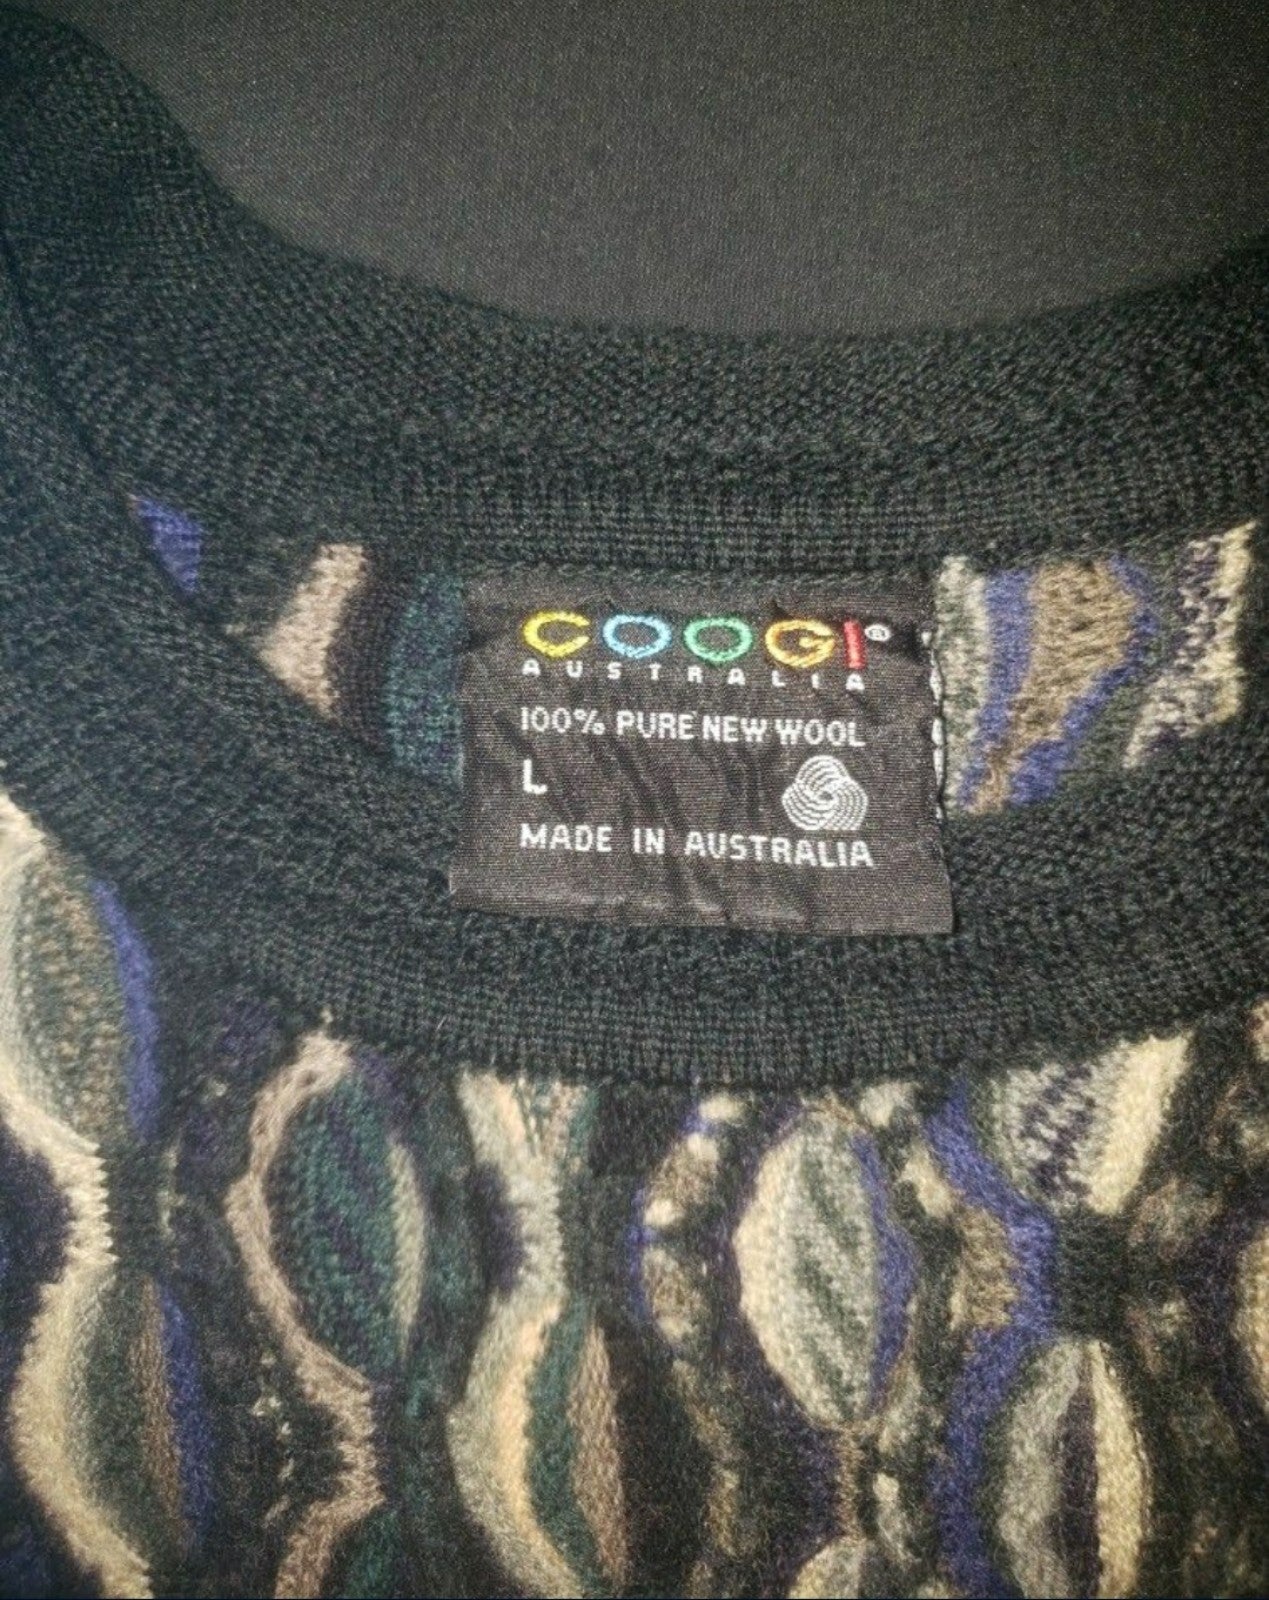 COOGI®
AUSTRALIA
100% PURE NEW WOOL
L
MADE IN AUSTRALIA